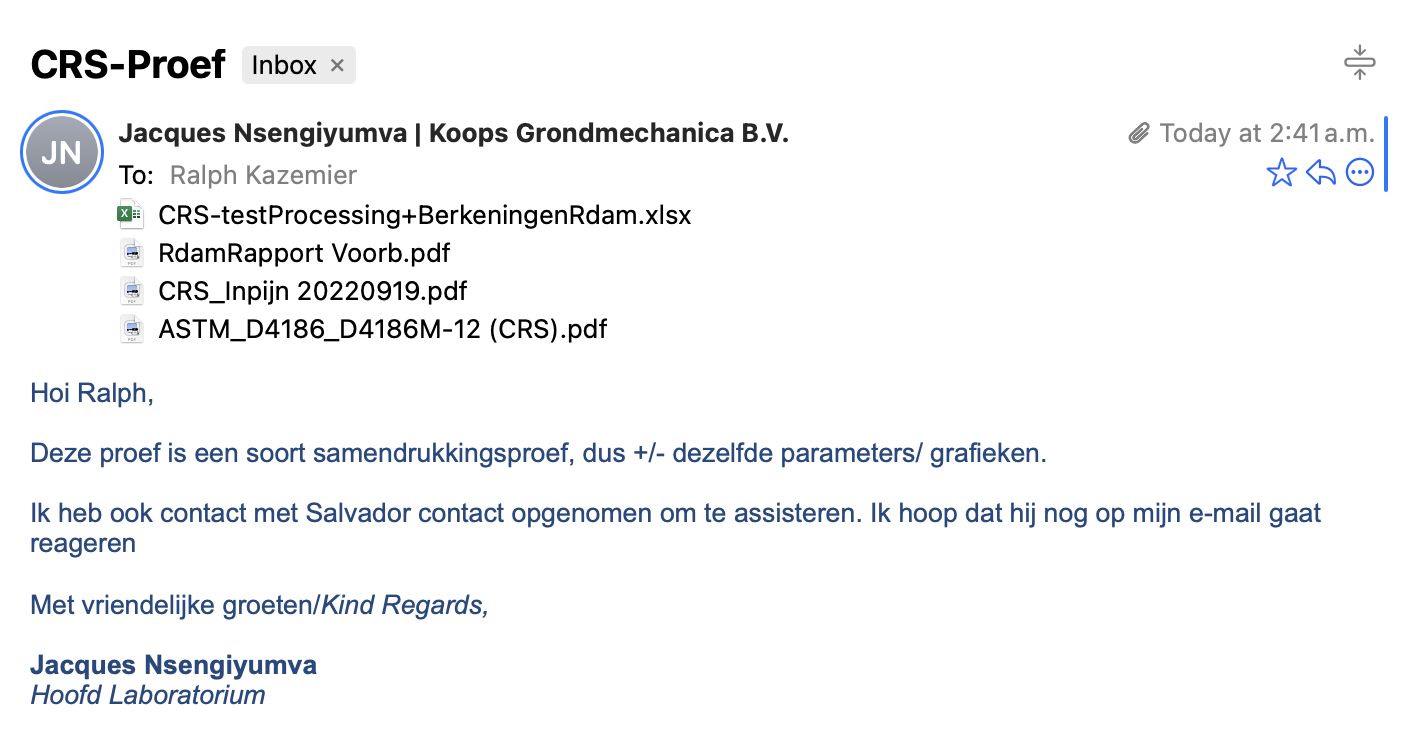 CRS-Proef Inbox ×
JN
Jacques Nsengiyumva | Koops Grondmechanica B.V. Today at 2:41 a.m.
To: Ralph Kazemier
CRS-testProcessing+BerkeningenRdam.xlsx
RdamRapport Voorb.pdf
CRS_Inpijn 20220919.pdf
ASTM_D4186_D4186M-12 (CRS).pdf
Hoi Ralph,
Deze proef is een soort samendrukkingsproef, dus +/- dezelfde parameters/ grafieken.
Ik heb ook contact met Salvador contact opgenomen om te assisteren. Ik hoop dat hij nog op mijn e-mail gaat
reageren
Met vriendelijke groeten/Kind Regards,
Jacques Nsengiyumva
Hoofd Laboratorium